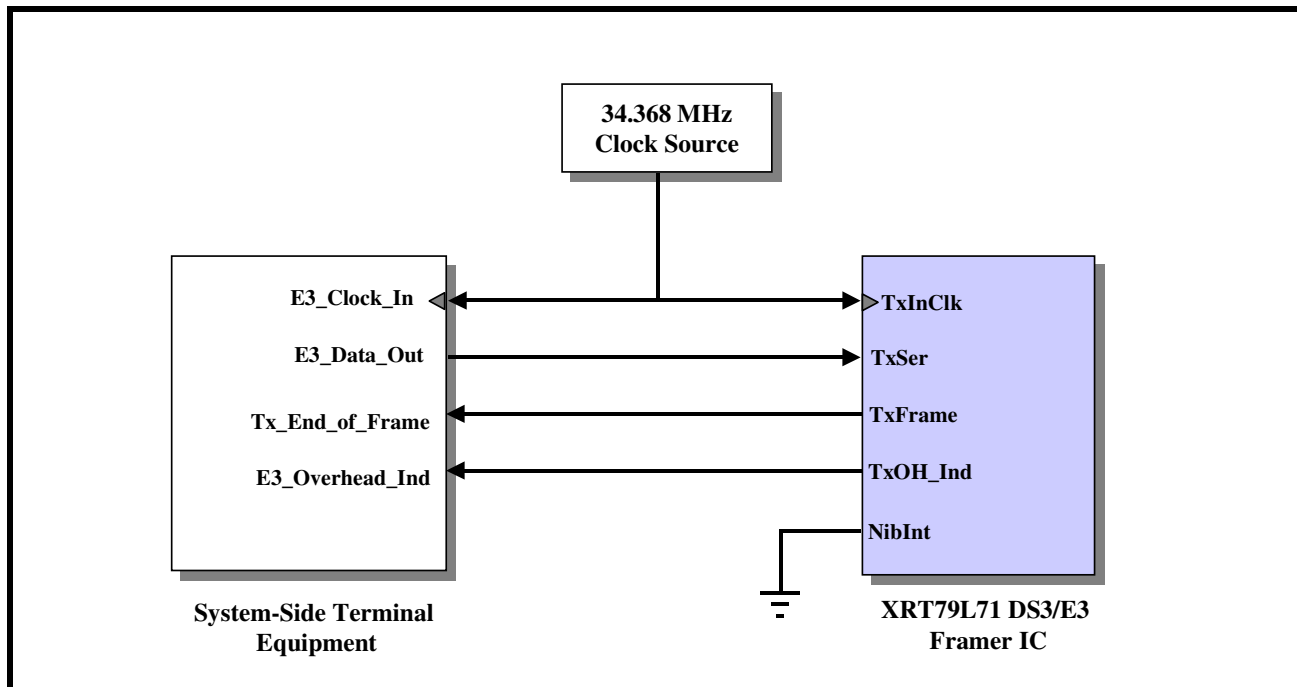 34.368 MHz
Clock Source
E3_Clock_In
E3_Data_Out
Tx_End_of_Frame
E3_Overhead_Ind
TxInClk
TxSer
TxFrame
TxOH_Ind
NibInt
System-Side Terminal
Equipment
XRT79L71 DS3/E3
Framer IC